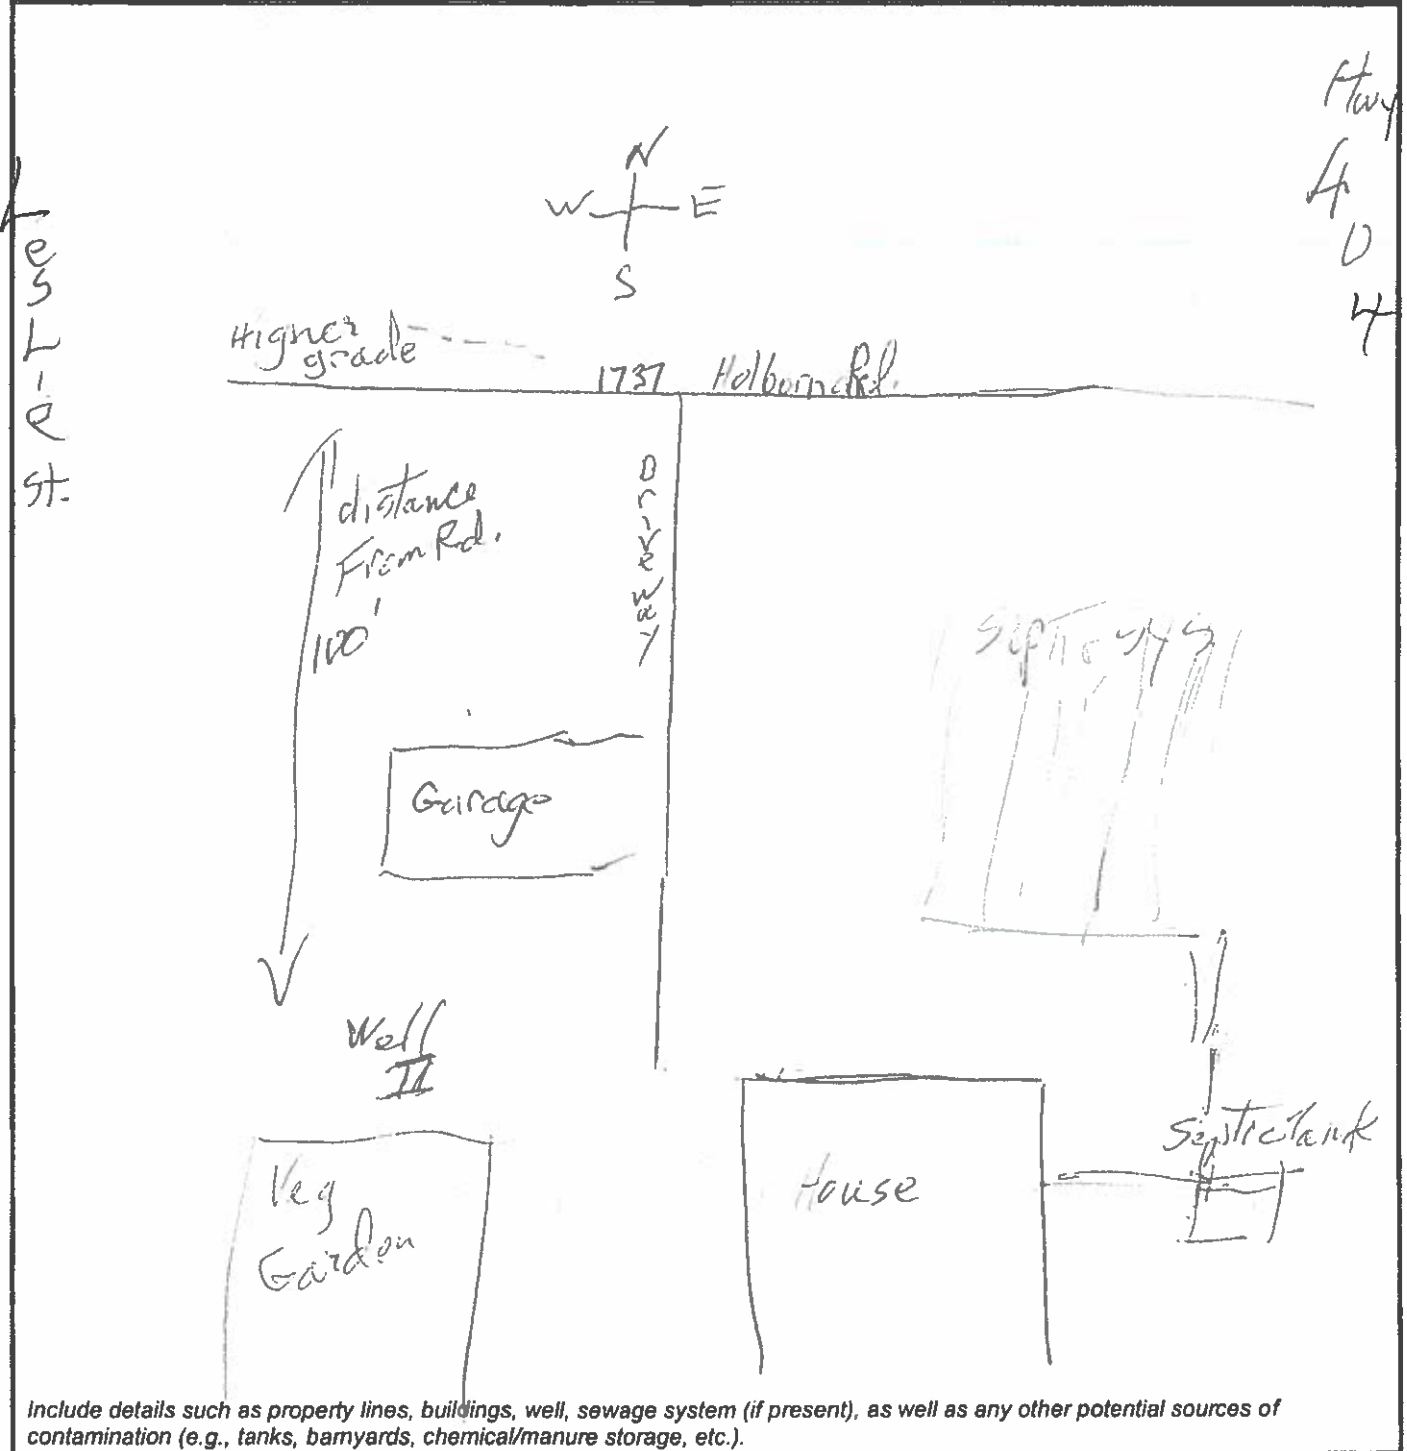 Hwy
404
N
W E
S
Leslie st.
Higher
grade
1737 Holborn Rd.
Driveway
distance
From Rd.
100'
Septic sys
Garage
Well
Septic Tank
House
Veg
Garden
Include details such as property lines, buildings, well, sewage system (if present), as well as any other potential sources of
contamination (e.g., tanks, barnyards, chemical/manure storage, etc.).